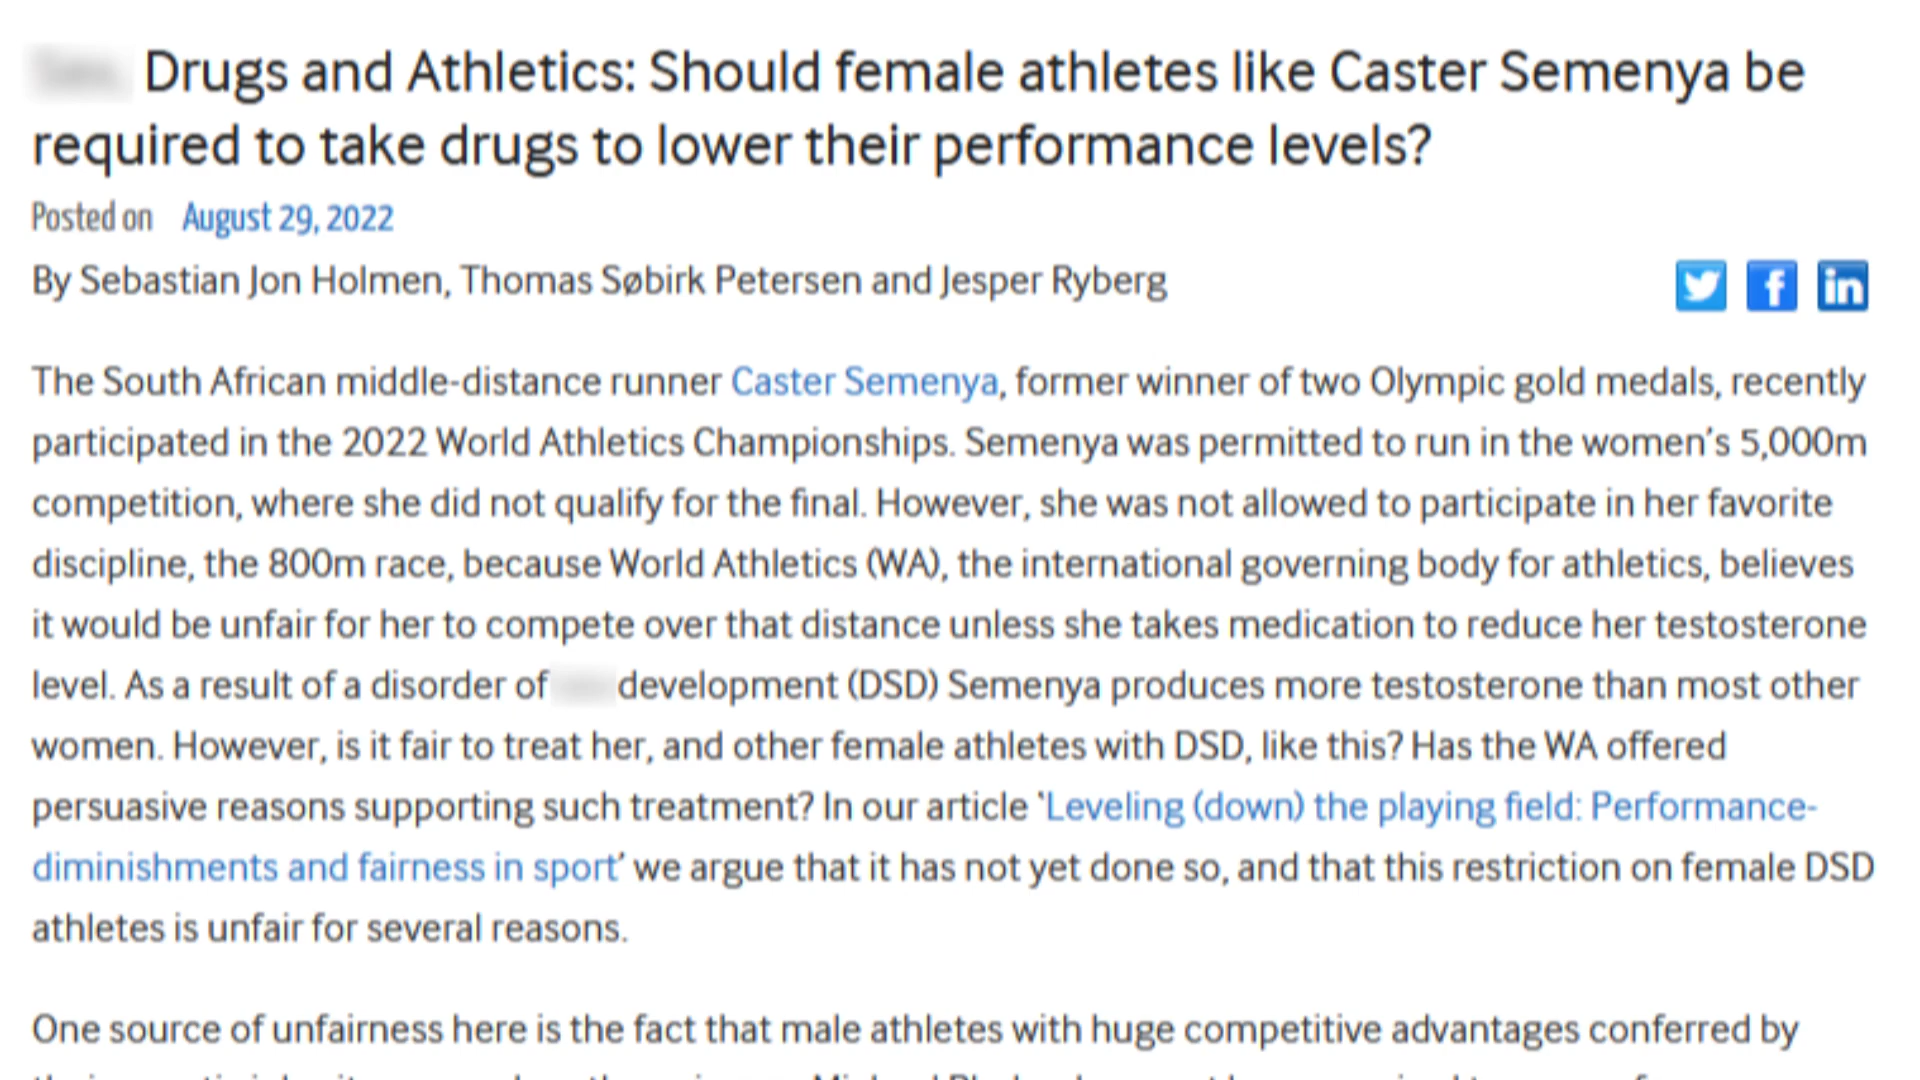 Drugs and Athletics: Should female athletes like Caster Semenya be
required to take drugs to lower their performance levels?
Posted on August 29, 2022
By Sebastian Jon Holmen, Thomas Søbirk Petersen and Jesper Ryberg
The South African middle-distance runner Caster Semenya, former winner of two Olympic gold medals, recently
participated in the 2022 World Athletics Championships. Semenya was permitted to run in the women's 5,000m
competition, where she did not qualify for the final. However, she was not allowed to participate in her favorite
discipline, the 800m race, because World Athletics (WA), the international governing body for athletics, believes
it would be unfair for her to compete over that distance unless she takes medication to reduce her testosterone
level. As a result of a disorder of development (DSD) Semenya produces more testosterone than most other
women. However, is it fair to treat her, and other female athletes with DSD, like this? Has the WA offered
persuasive reasons supporting such treatment? In our article ‵Leveling (down) the playing field: Performance-
diminishments and fairness in sport′ we argue that it has not yet done so, and that this restriction on female DSD
athletes is unfair for several reasons.
One source of unfairness here is the fact that male athletes with huge competitive advantages conferred by